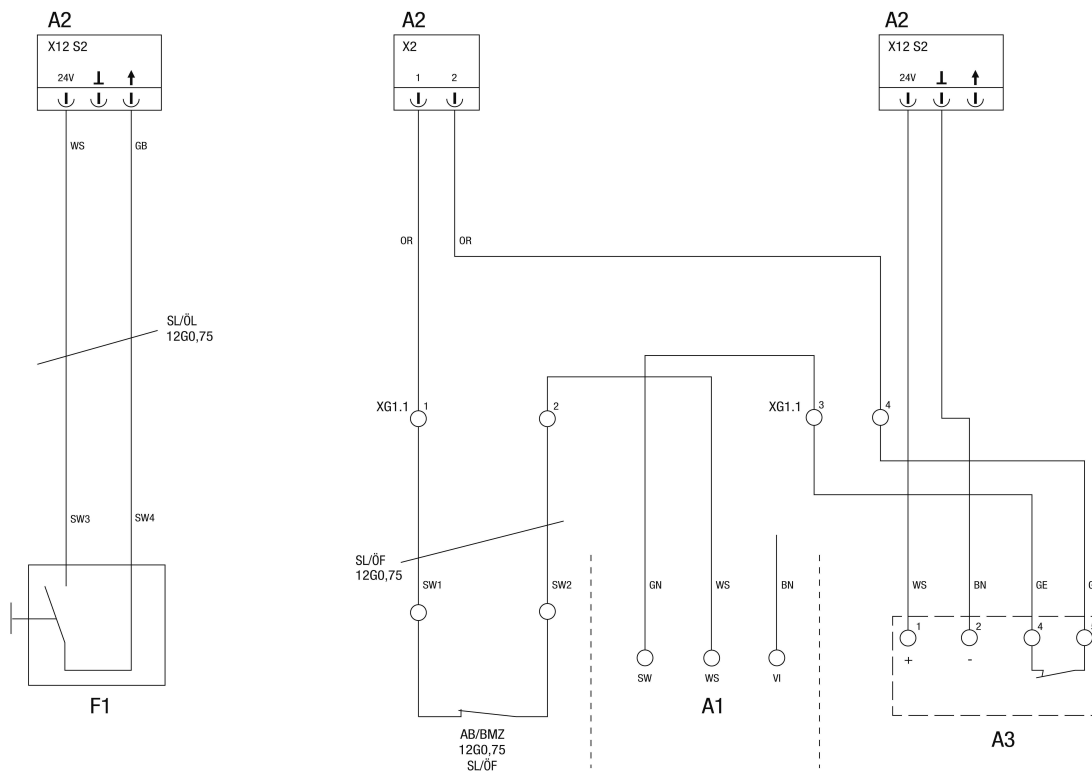 A2
X12 S2
24V
WS
GB
SL/ÖL
12G0,75
SW3
SW4
F1
A2
X2
1
2
OR
OR
XG1.1
1
2
SL/ÖF
12G0,75
SW1
SW2
AB/BMZ
12G0,75
SL/ÖF
GN
WS
BN
SW
WS
VI
A1
XG1.1
3
4
A2
X12 S2
24V
WS
BN
GE
1
2
4
+
-
A3